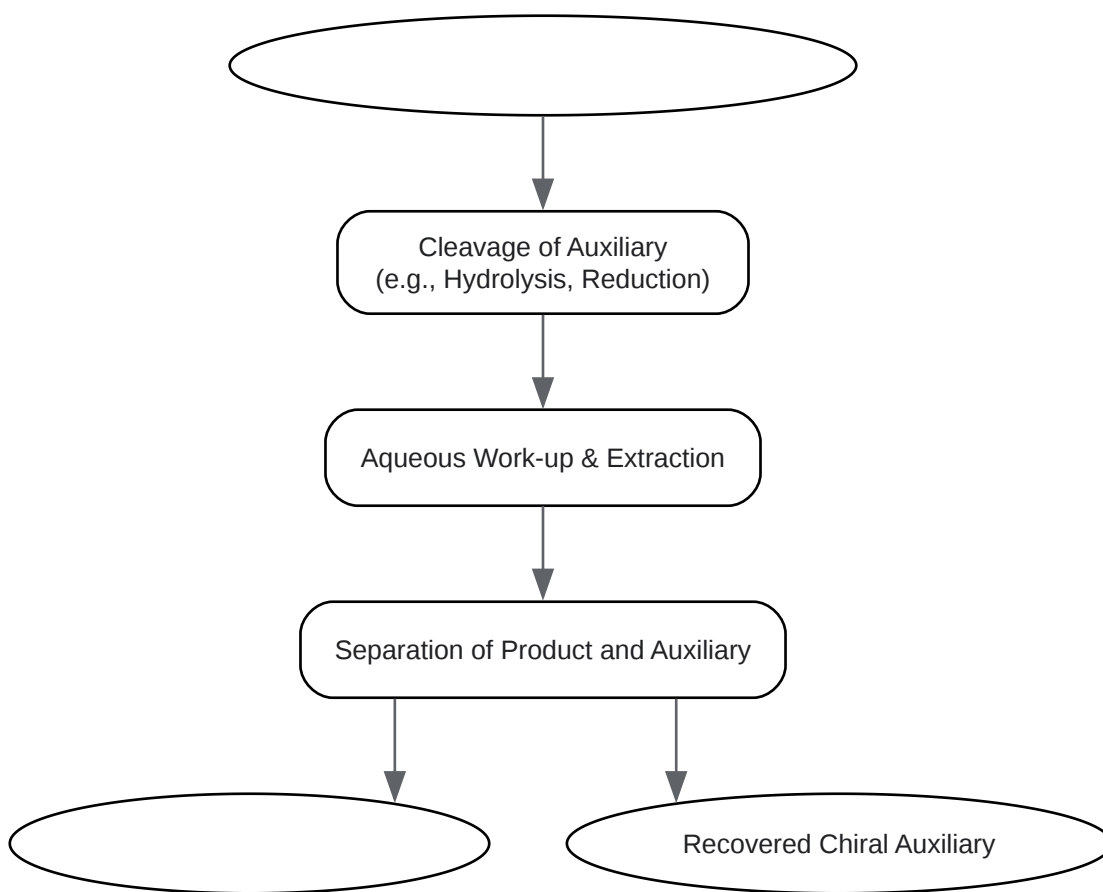 Cleavage of Auxiliary
(e.g., Hydrolysis, Reduction)
Aqueous Work-up & Extraction
Separation of Product and Auxiliary
Recovered Chiral Auxiliary